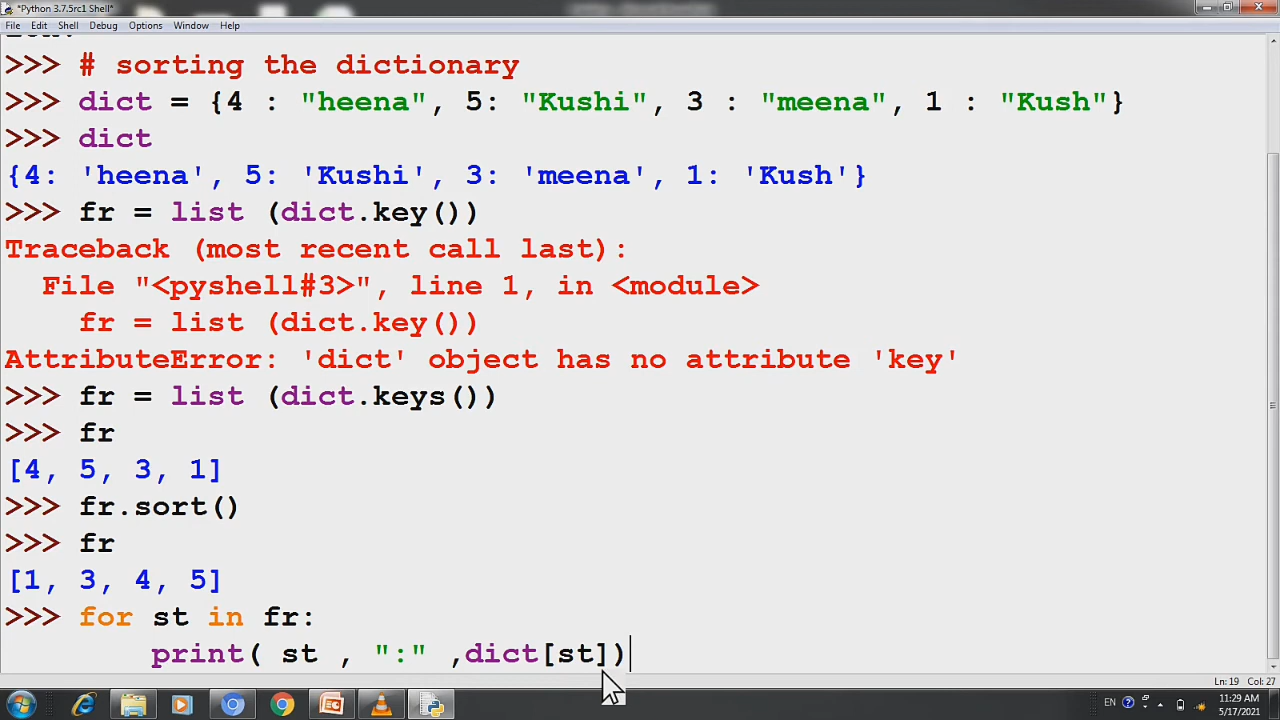 *Python 3.7.5rc1 Shell*
File Edit Shell Debug Options Window Help
>>> # sorting the dictionary
>>> dict = {4 : "heena", 5: "Kushi", 3 : "meena", 1 : "Kush"}
>>> dict
{4: 'heena', 5: 'Kushi', 3: 'meena', 1: 'Kush'}
>>> fr = list (dict.key())
Traceback (most recent call last):
  File "<pyshell#3>", line 1, in <module>
    fr = list (dict.key())
AttributeError: 'dict' object has no attribute 'key'
>>> fr = list (dict.keys())
>>> fr
[4, 5, 3, 1]
>>> fr.sort()
>>> fr
[1, 3, 4, 5]
>>> for st in fr:
        print( st , ":" ,dict[st])
Ln: 19 Col: 27
EN 11:29 AM
5/17/2021